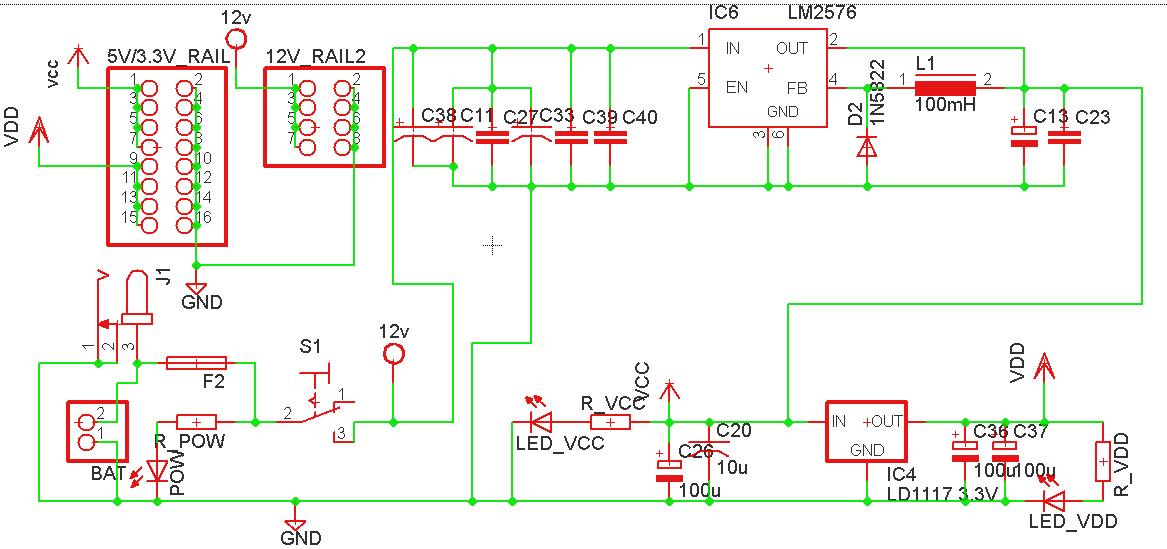 IC6
LM2576
12v
vcc
5V/3.3V_RAIL
12V_RAIL2
1
2
3
4
5
6
7
8
9
10
11
12
13
14
15
16
1
2
3
4
5
6
7
8
VDD
C38
C11
C27
C33
C39
C40
1
IN
OUT
2
5
EN
FB
4
GND
3
6
D2
1N5822
L1
1
2
100mH
C13
C23
GND
J1
1
2
3
F2
S1
12v
2
1
3
BAT
2
1
R_POW
POW
GND
LED_VCC
R_VCC
VCC
C26
100u
C20
10u
IN
OUT
GND
IC4
LD1117 3.3V
VDD
C36
100u
C37
100u
LED_VDD
R_VDD